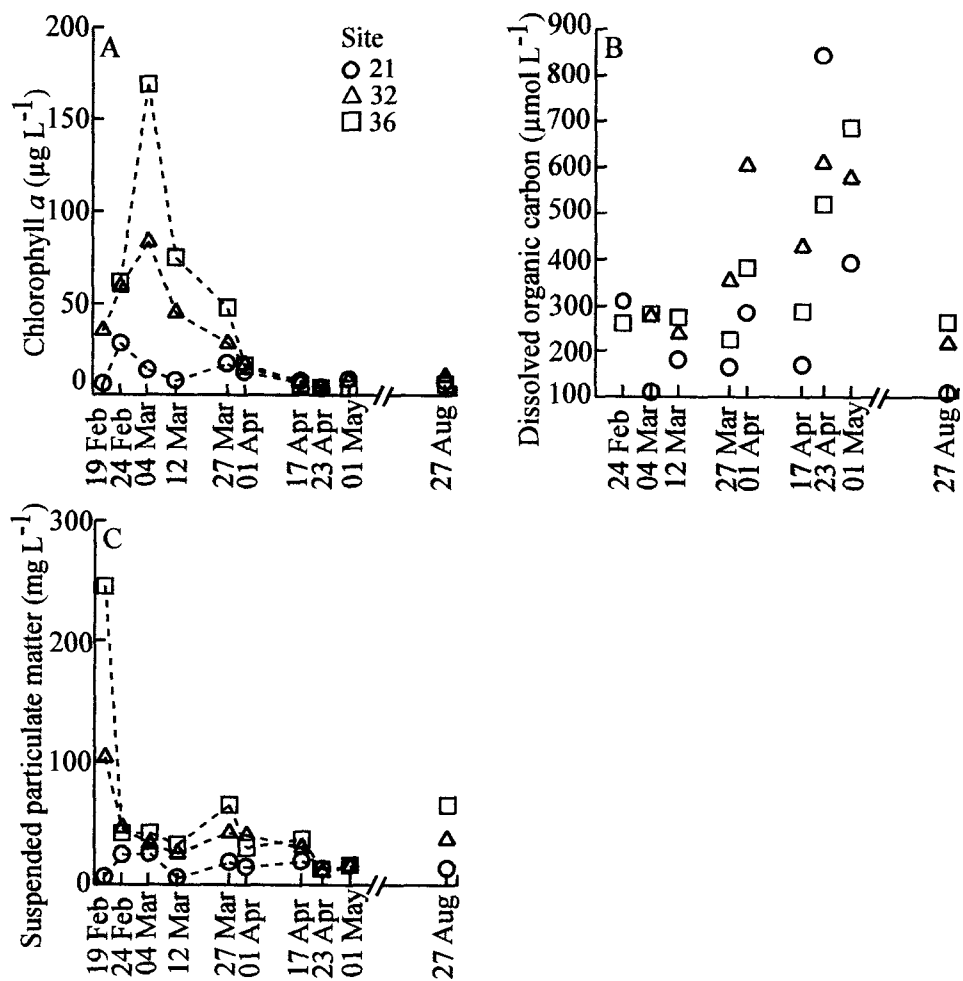 A
Site
21
32
36
Chlorophyll a (µg L⁻¹)
200
150
100
50
0
19 Feb
24 Feb
04 Mar
12 Mar
27 Mar
01 Apr
17 Apr
23 Apr
01 May
27 Aug
B
Dissolved organic carbon (µmol L⁻¹)
900
800
700
600
500
400
300
200
100
24 Feb
04 Mar
12 Mar
27 Mar
01 Apr
17 Apr
23 Apr
01 May
27 Aug
C
Suspended particulate matter (mg L⁻¹)
300
200
100
0
19 Feb
24 Feb
04 Mar
12 Mar
27 Mar
01 Apr
17 Apr
23 Apr
01 May
27 Aug